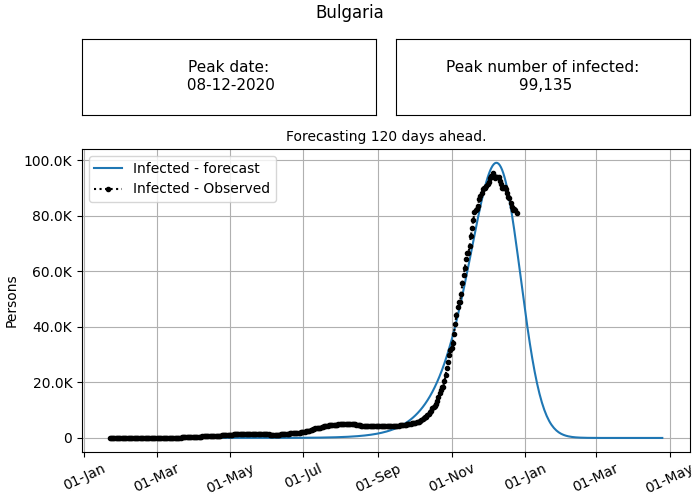 Bulgaria
Peak date:
08-12-2020
Peak number of infected:
99,135
Forecasting 120 days ahead.
Infected - forecast
Infected - Observed
Persons
100.0K
80.0K
60.0K
40.0K
20.0K
0
01-Jan
01-Mar
01-May
01-Jul
01-Sep
01-Nov
01-Jan
01-Mar
01-May